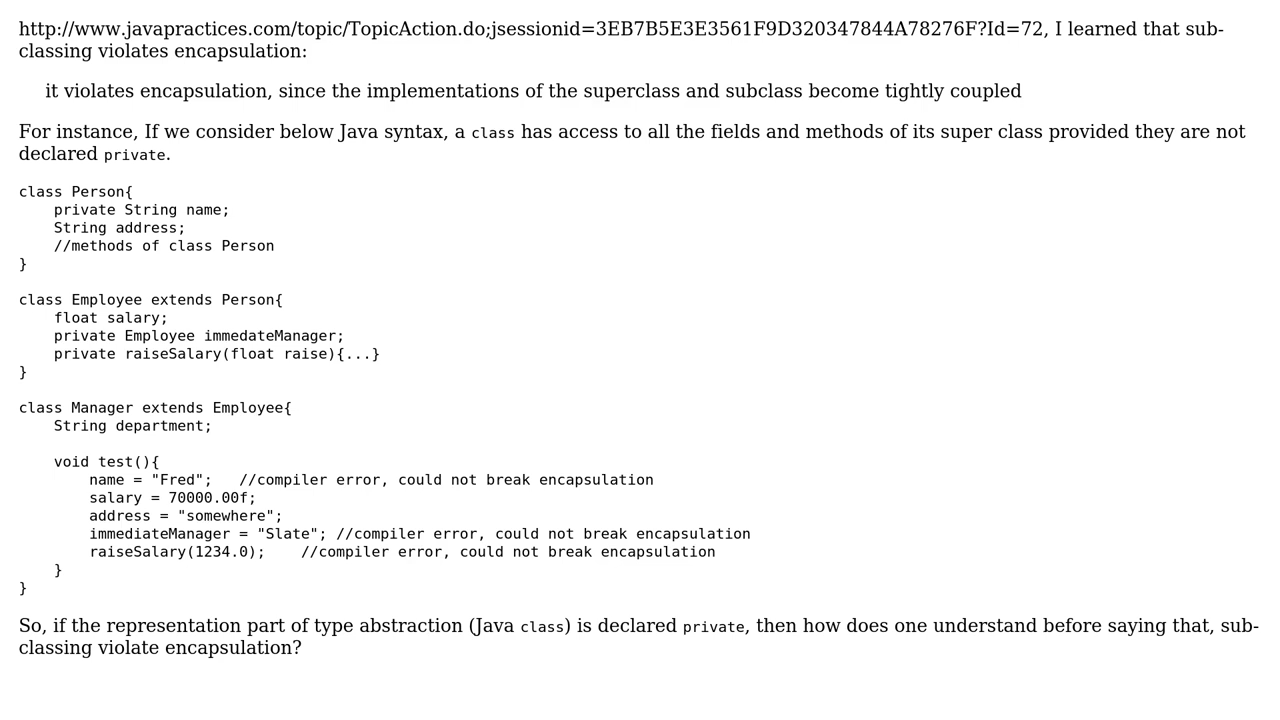 http://www.javapractices.com/topic/TopicAction.do;jsessionid=3EB7B5E3E3561F9D320347844A78276F?Id=72, I learned that sub-
classing violates encapsulation:
it violates encapsulation, since the implementations of the superclass and subclass become tightly coupled
For instance, If we consider below Java syntax, a class has access to all the fields and methods of its super class provided they are not
declared private.
class Person{
    private String name;
    String address;
    //methods of class Person
}
class Employee extends Person{
    float salary;
    private Employee immedateManager;
    private raiseSalary(float raise){...}
}
class Manager extends Employee{
    String department;
    void test(){
        name = "Fred";   //compiler error, could not break encapsulation
        salary = 70000.00f;
        address = "somewhere";
        immediateManager = "Slate"; //compiler error, could not break encapsulation
        raiseSalary(1234.0);    //compiler error, could not break encapsulation
    }
}
So, if the representation part of type abstraction (Java class) is declared private, then how does one understand before saying that, sub-
classing violate encapsulation?